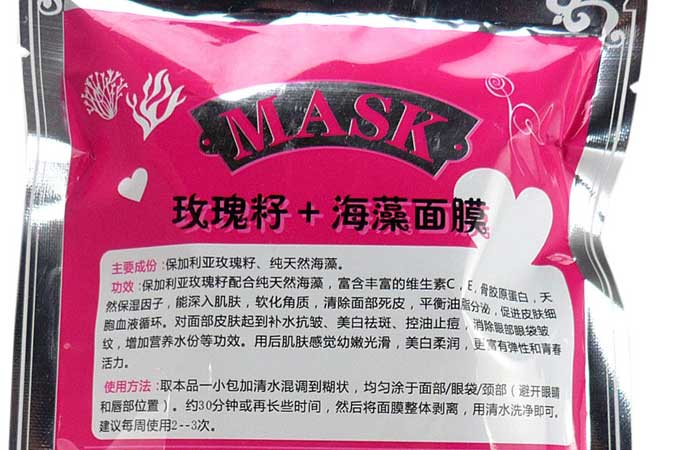 MASK
玫瑰籽＋海藻面膜
主要成份：保加利亚玫瑰籽、纯天然海藻。
功效：保加利亚玫瑰籽配合纯天然海藻，富含丰富的维生素C，E,骨胶原蛋白，天
然保湿因子，能深入肌肤，软化角质，清除面部死皮，平衡油脂分泌，促进皮肤细
胞血液循环。对面部皮肤起到补水抗皱、美白祛斑、控油止痘，消除眼部眼袋皱
纹，增加营养水份等功效。用后肌肤感觉幼嫩光滑，美白柔润，更富有弹性和青春
活力。
使用方法：取本品一小包加清水混调到糊状，均匀涂于面部/眼袋/颈部（避开眼睛
和唇部位置）。约30分钟或再长些时间，然后将面膜整体剥离，用清水洗净即可。
建议每周使用2--3次。